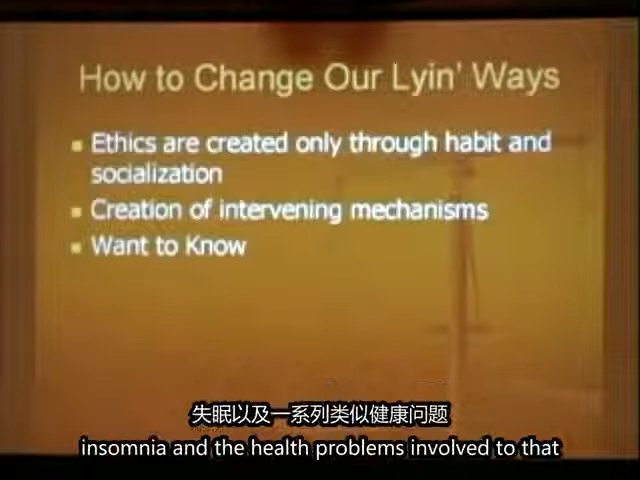 How to Change Our Lyin' Ways
Ethics are created only through habit and
socialization
Creation of intervening mechanisms
Want to Know
失眠以及一系列类似健康问题
insomnia and the health problems involved to that